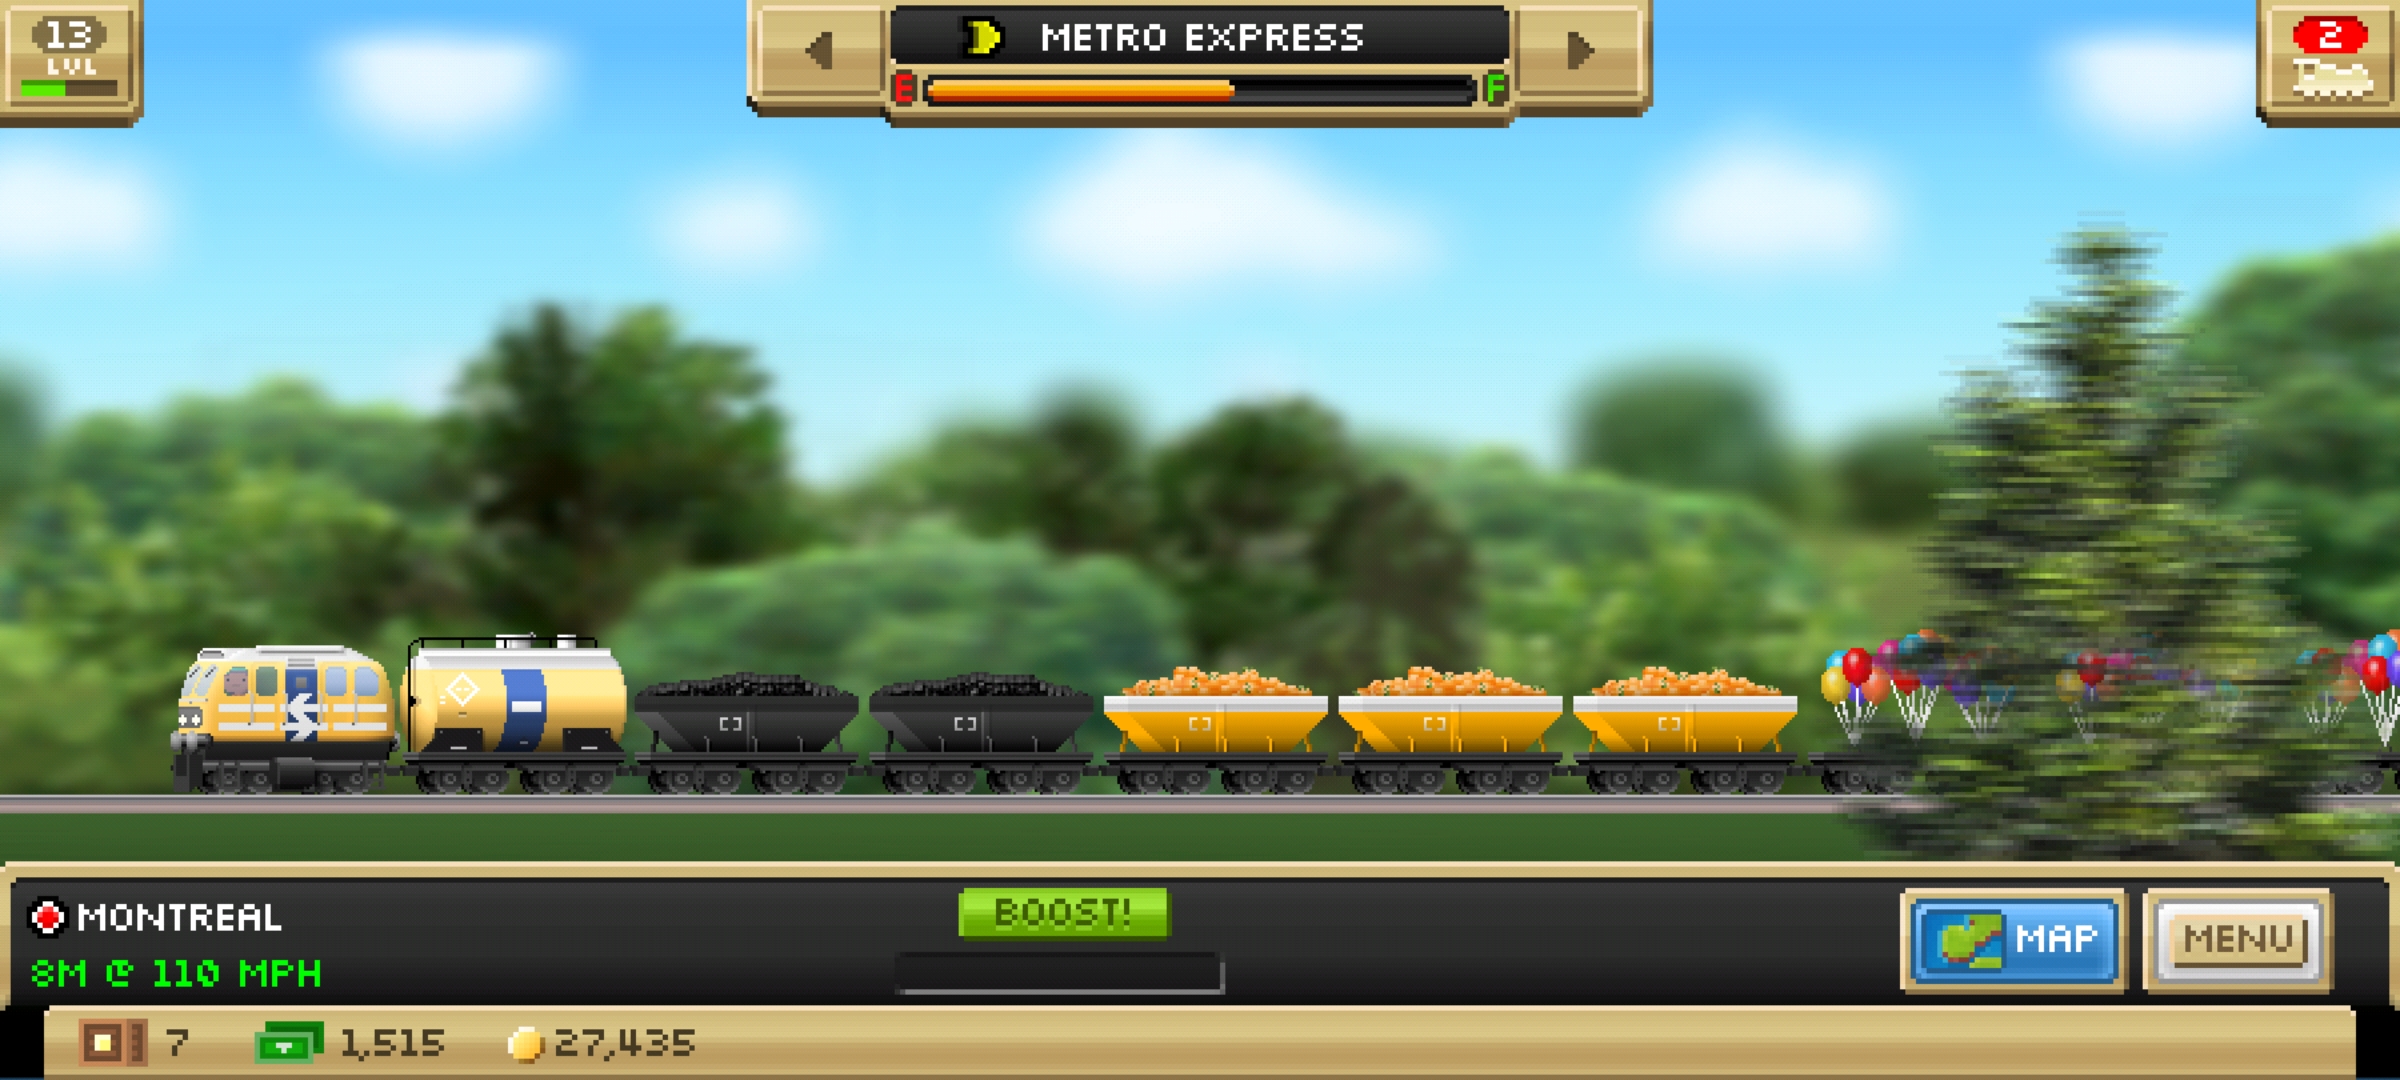 13
LVL
METRO EXPRESS
E F
2
MONTREAL
8M @ 110 MPH
BOOST!
MAP
MENU
7
1,515
27,435